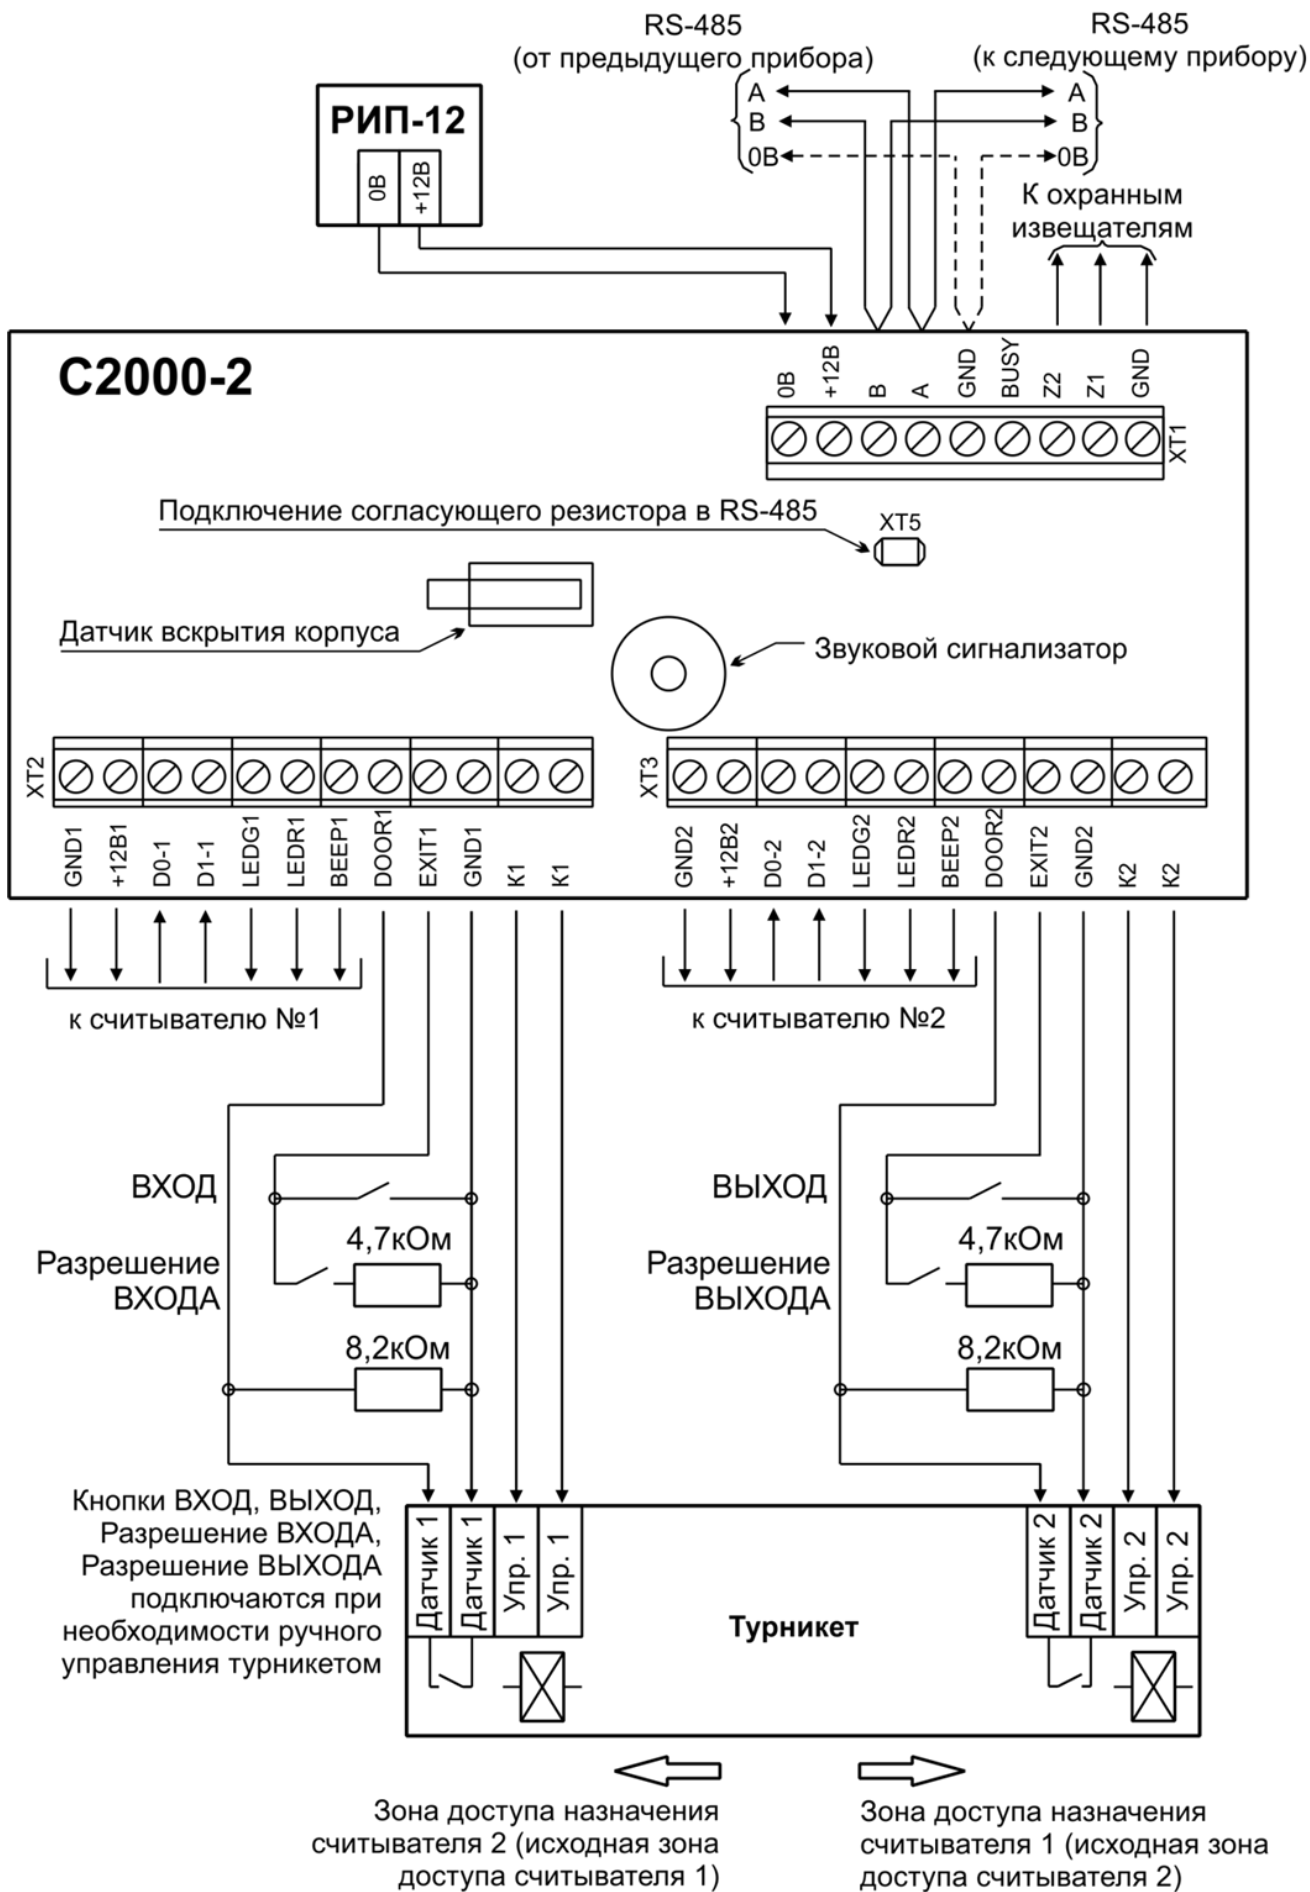 RS-485
(от предыдущего прибора)
RS-485
(к следующему прибору)
A
B
0В
A
B
0В
РИП-12
0В
+12В
К охранным
извещателям
С2000-2
0В
+12В
B
A
GND
BUSY
Z2
Z1
GND
XT1
Подключение согласующего резистора в RS-485
XT5
Датчик вскрытия корпуса
Звуковой сигнализатор
XT2
GND1
+12В1
D0-1
D1-1
LEDG1
LEDR1
BEEP1
DOOR1
EXIT1
GND1
К1
К1
XT3
GND2
+12В2
D0-2
D1-2
LEDG2
LEDR2
BEEP2
DOOR2
EXIT2
GND2
К2
К2
к считывателю №1
к считывателю №2
ВХОД
4,7кОм
Разрешение
ВХОДА
8,2кОм
ВЫХОД
4,7кОм
Разрешение
ВЫХОДА
8,2кОм
Кнопки ВХОД, ВЫХОД,
Разрешение ВХОДА,
Разрешение ВЫХОДА
подключаются при
необходимости ручного
управления турникетом
Датчик 1
Датчик 1
Упр. 1
Упр. 1
Турникет
Датчик 2
Датчик 2
Упр. 2
Упр. 2
Зона доступа назначения
считывателя 2 (исходная зона
доступа считывателя 1)
Зона доступа назначения
считывателя 1 (исходная зона
доступа считывателя 2)